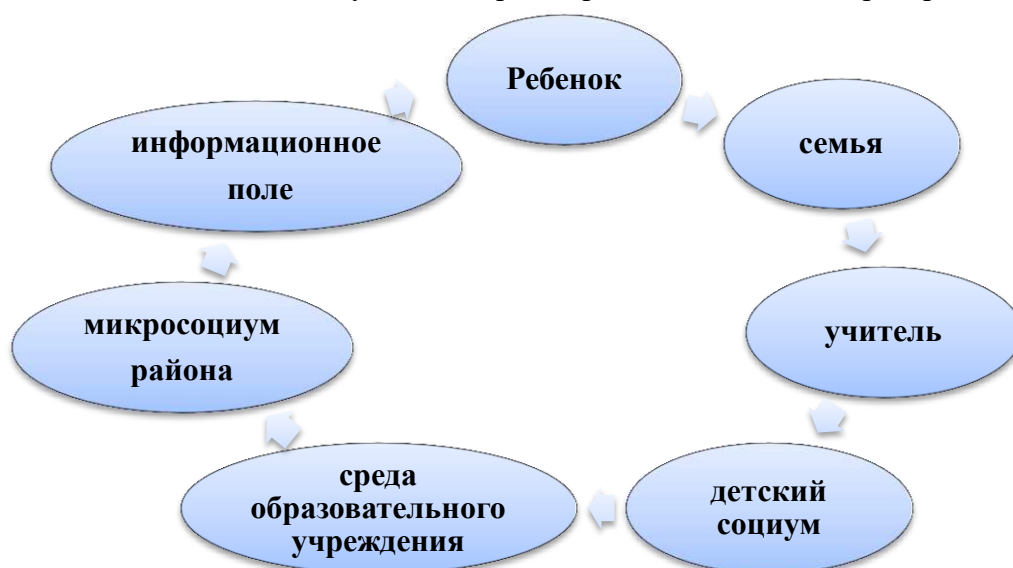 Ребенок
семья
учитель
детский
социум
среда
образовательного
учреждения
микросоциум
района
информационное
поле